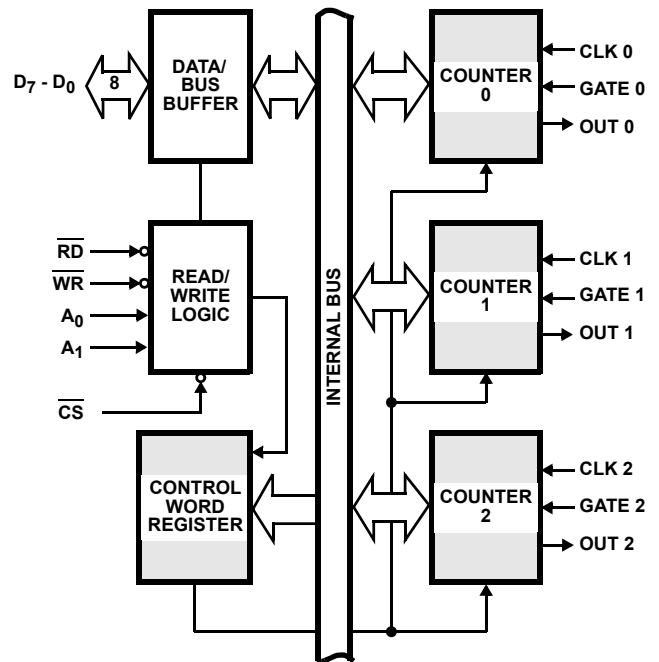 D7 - D0
8
DATA/
BUS
BUFFER
RD
WR
A0
A1
CS
READ/
WRITE
LOGIC
CONTROL
WORD
REGISTER
INTERNAL BUS
COUNTER
0
CLK 0
GATE 0
OUT 0
COUNTER
1
CLK 1
GATE 1
OUT 1
COUNTER
2
CLK 2
GATE 2
OUT 2